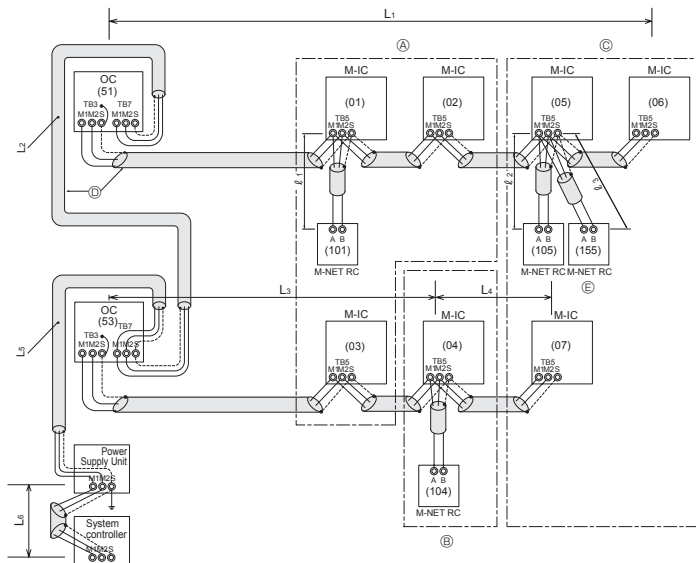 L1
Ⓐ
Ⓒ
OC
(51)
TB3
TB7
M1M2S
M1M2S
M-IC
(01)
TB5
M1M2S
M-IC
(02)
TB5
M1M2S
M-IC
(05)
TB5
M1M2S
M-IC
(06)
TB5
M1M2S
L2
Ⓓ
ℓ1
ℓ2
ℓ3
A B
(101)
M-NET RC
A B
(105)
M-NET RC
A B
(155)
M-NET RC
Ⓔ
L3
L4
OC
(53)
TB3
TB7
M1M2S
M1M2S
M-IC
(03)
TB5
M1M2S
M-IC
(04)
TB5
M1M2S
M-IC
(07)
TB5
M1M2S
L5
A B
(104)
M-NET RC
Ⓑ
Power
Supply Unit
M1M2S
L6
System
controller
M1M2S